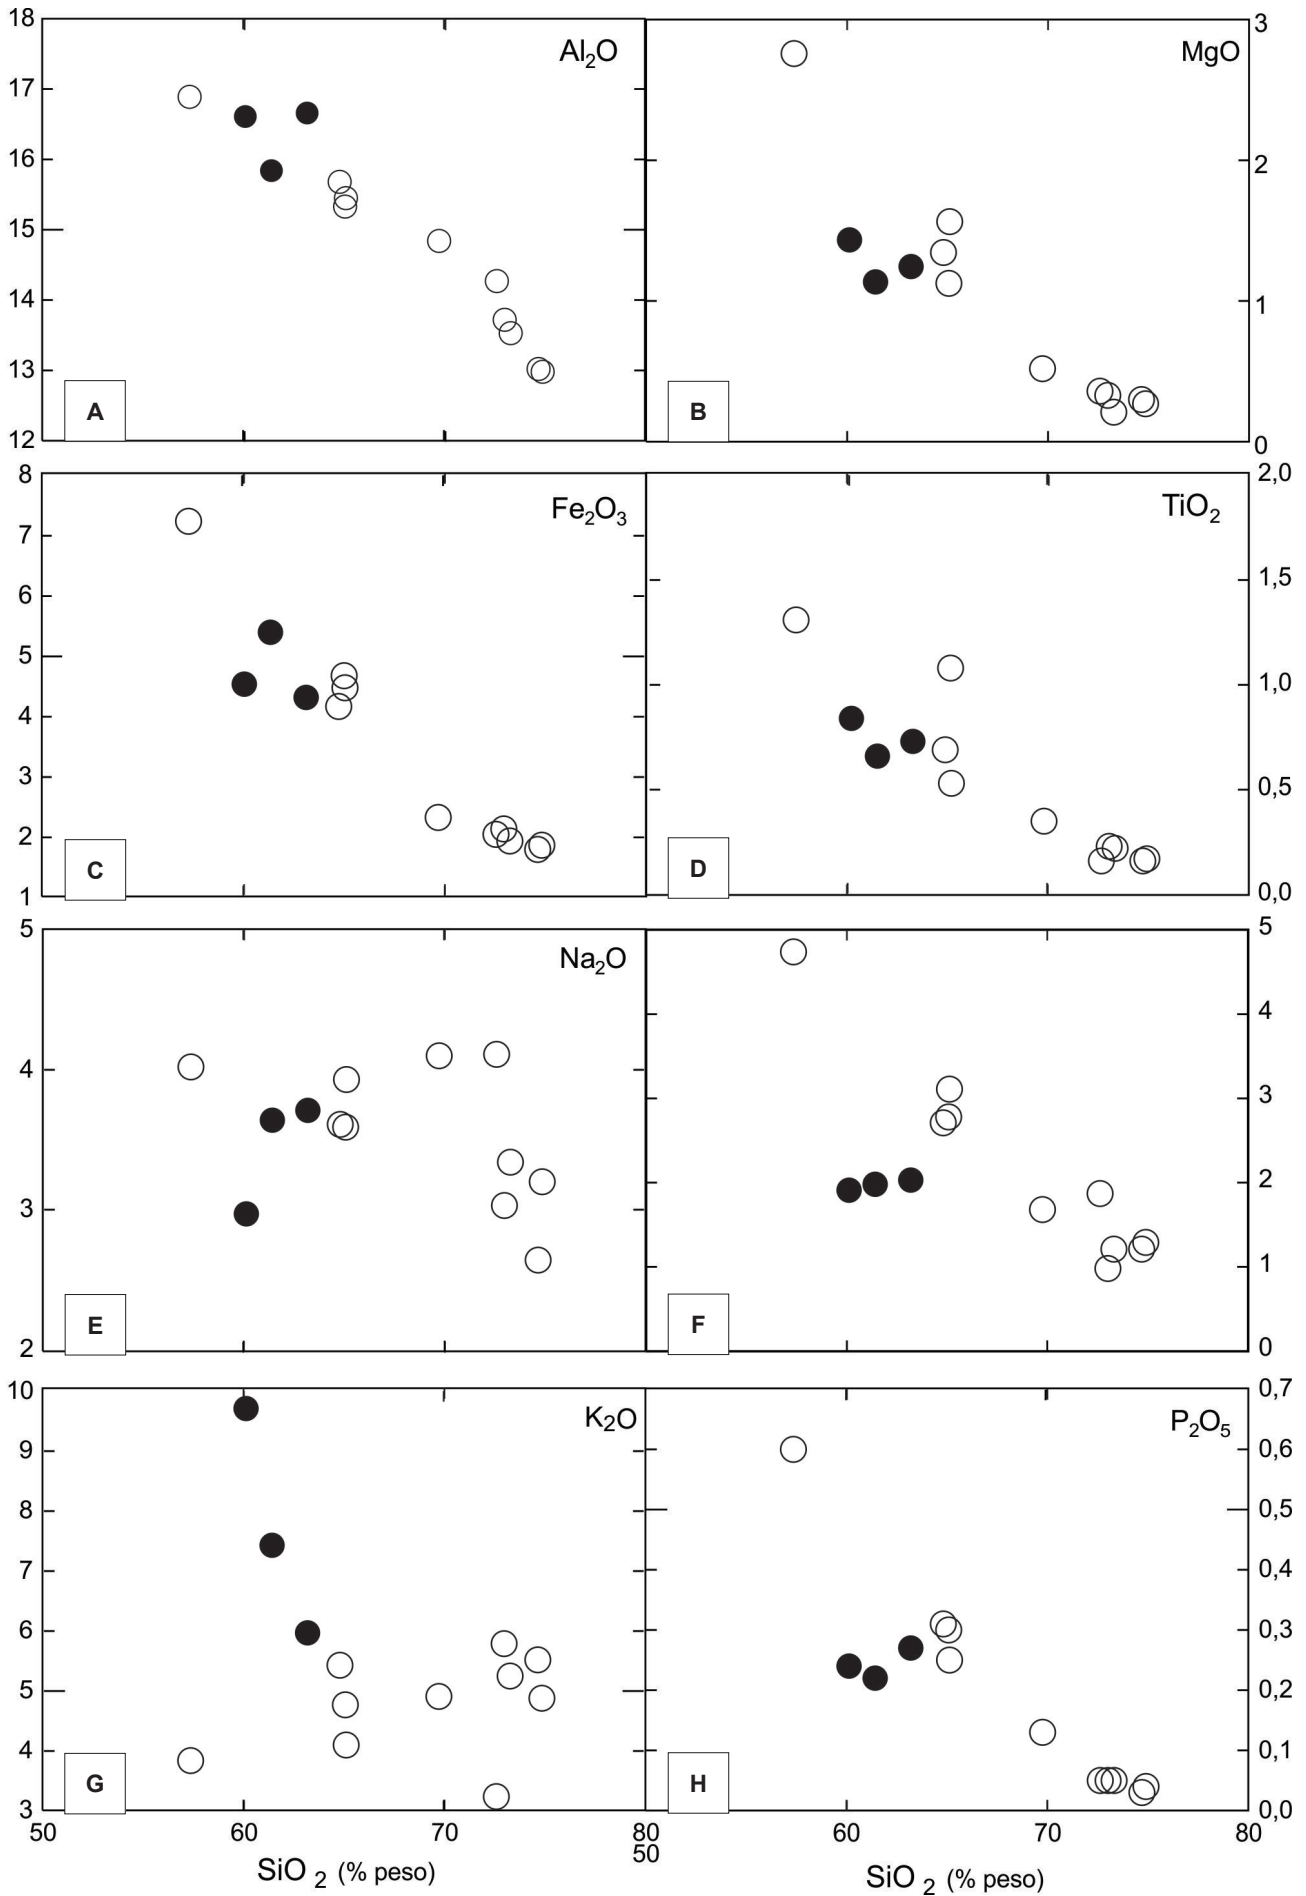 18
17
16
15
14
13
12
Al₂O
A
3
2
1
0
MgO
B
8
7
6
5
4
3
2
1
Fe₂O₃
C
2,0
1,5
1,0
0,5
0,0
TiO₂
D
5
4
3
2
Na₂O
E
5
4
3
2
1
0
F
10
9
8
7
6
5
4
3
K₂O
G
0,7
0,6
0,5
0,4
0,3
0,2
0,1
0,0
P₂O₅
H
50 60 70 80
50 60 70 80
SiO ₂ (% peso)
SiO ₂ (% peso)